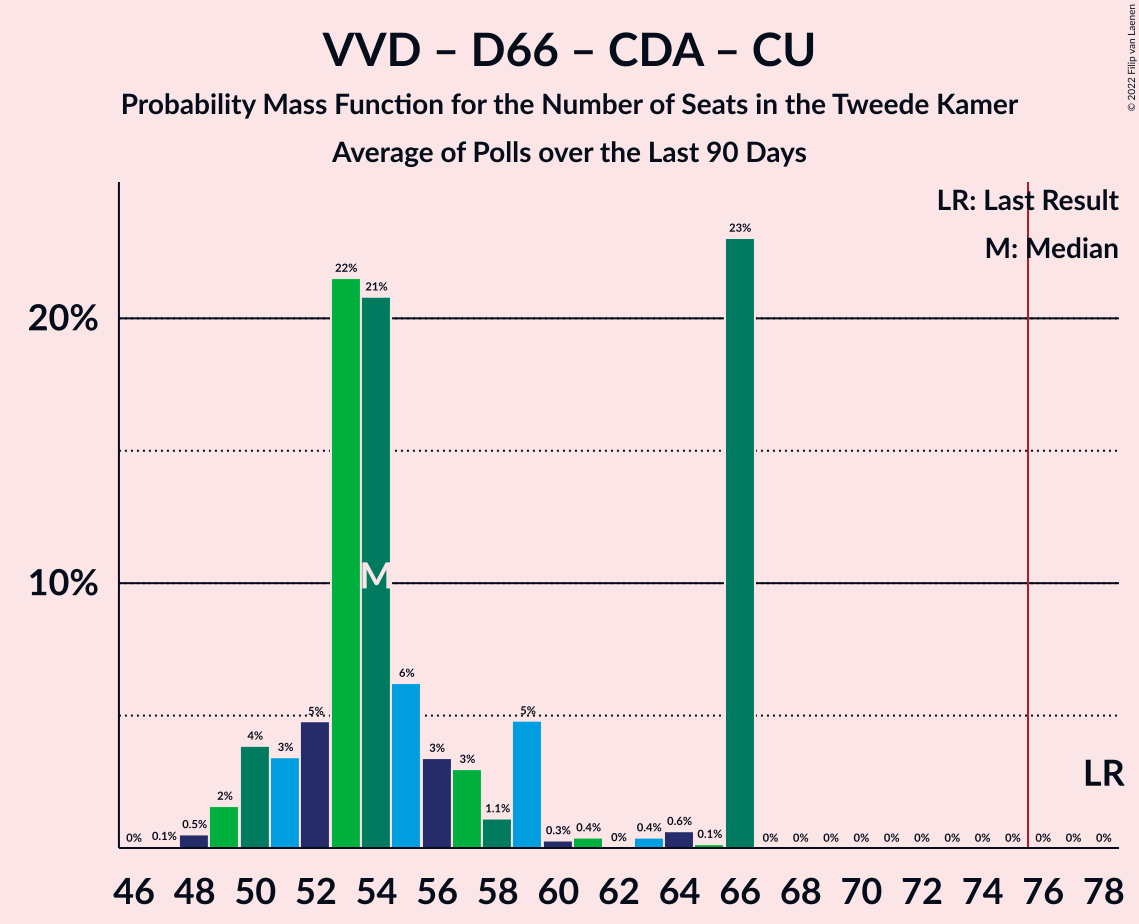 VVD – D66 – CDA – CU
Probability Mass Function for the Number of Seats in the Tweede Kamer
Average of Polls over the Last 90 Days
© 2022 Filip van Laenen
LR: Last Result
M: Median
20%
10%
0% 0.1% 0.5% 2% 4% 3% 5% 22% 21% 6% 3% 3% 1.1% 5% 0.3% 0.4% 0% 0.4% 0.6% 0.1% 23% 0% 0% 0% 0% 0% 0% 0% 0% 0% 0% 0% 0%
M
LR
46 48 50 52 54 56 58 60 62 64 66 68 70 72 74 76 78